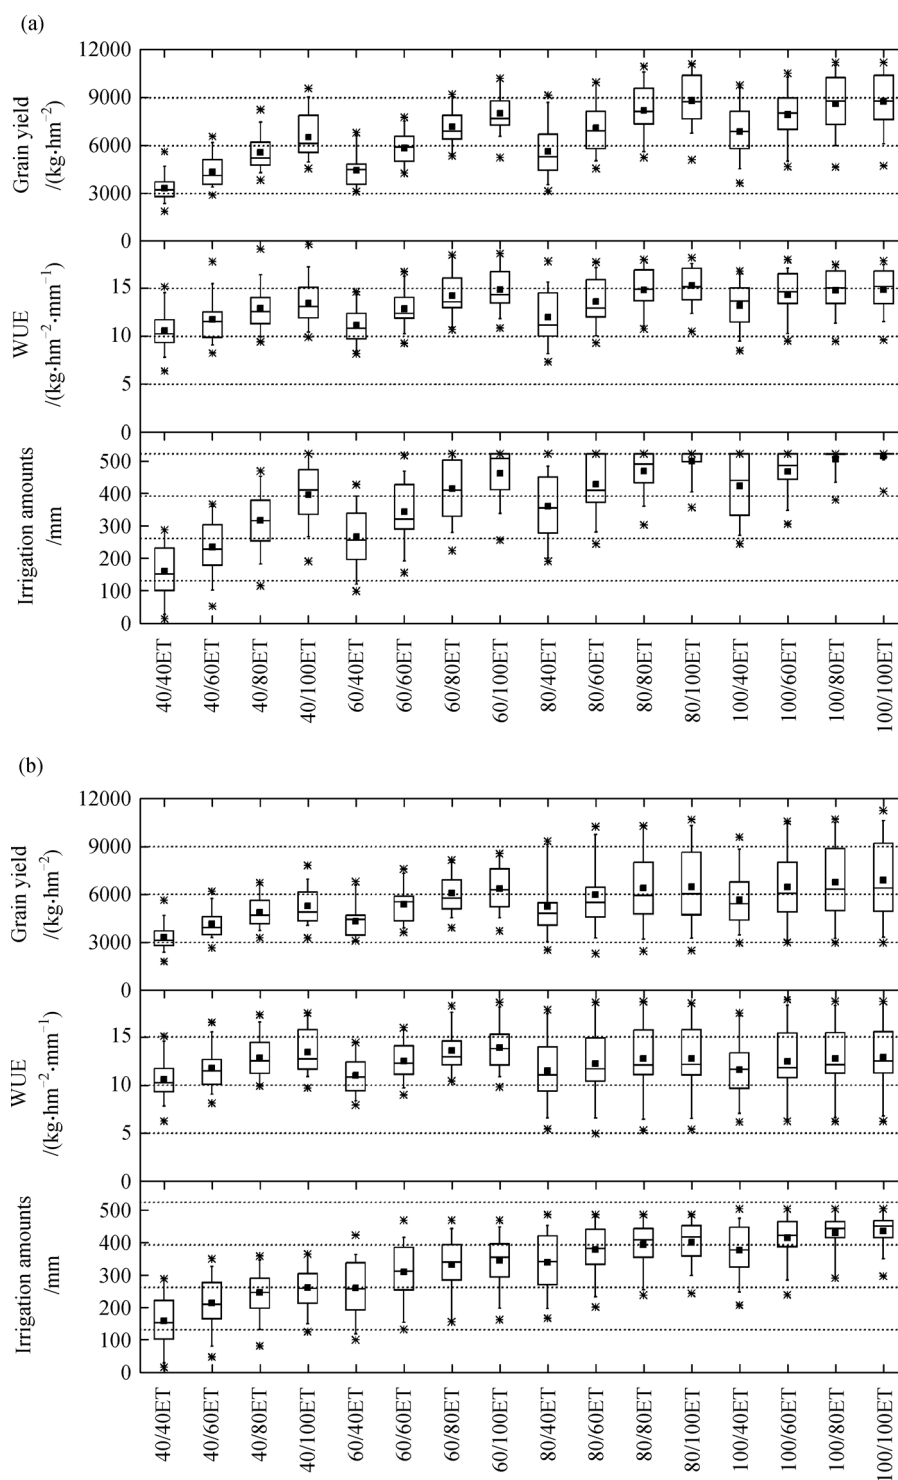 (a)
12000
9000
6000
3000
0
Grain yield
/(kg·hm⁻²)
15
10
5
0
WUE
/(kg·hm⁻²·mm⁻¹)
500
400
300
200
100
0
Irrigation amounts
/mm
40/40ET
40/60ET
40/80ET
40/100ET
60/40ET
60/60ET
60/80ET
60/100ET
80/40ET
80/60ET
80/80ET
80/100ET
100/40ET
100/60ET
100/80ET
100/100ET
(b)
12000
9000
6000
3000
0
Grain yield
/(kg·hm⁻²)
15
10
5
0
WUE
/(kg·hm⁻²·mm⁻¹)
500
400
300
200
100
0
Irrigation amounts
/mm
40/40ET
40/60ET
40/80ET
40/100ET
60/40ET
60/60ET
60/80ET
60/100ET
80/40ET
80/60ET
80/80ET
80/100ET
100/40ET
100/60ET
100/80ET
100/100ET